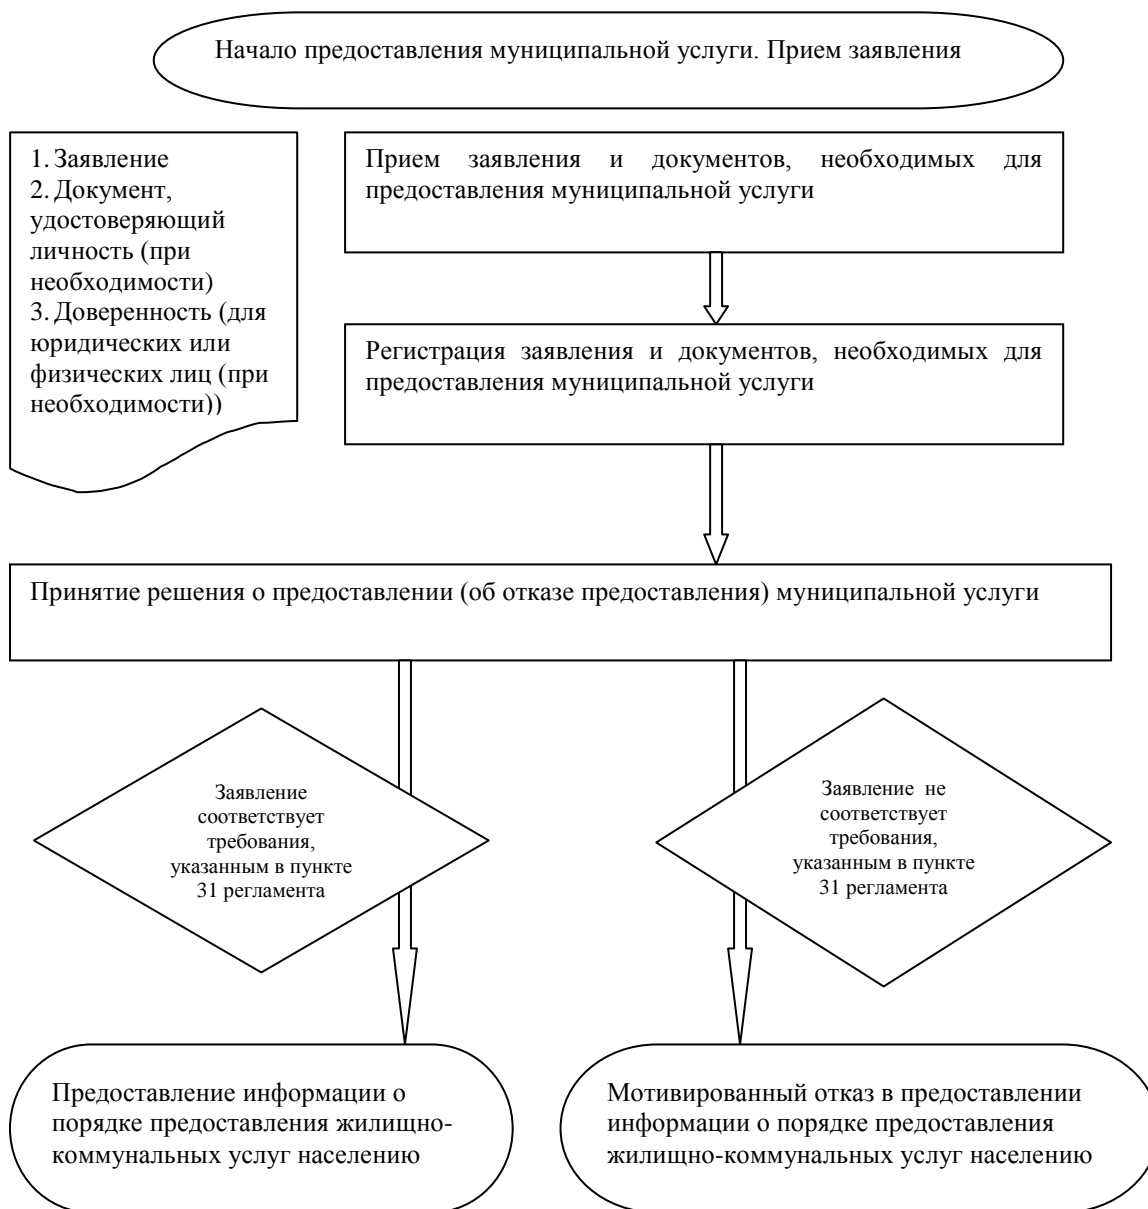 Начало предоставления муниципальной услуги. Прием заявления
1. Заявление
2. Документ,
удостоверяющий
личность (при
необходимости)
3. Доверенность (для
юридических или
физических лиц (при
необходимости))
Прием заявления и документов, необходимых для
предоставления муниципальной услуги
Регистрация заявления и документов, необходимых для
предоставления муниципальной услуги
Принятие решения о предоставлении (об отказе предоставления) муниципальной услуги
Заявление
соответствует
требования,
указанным в пункте
31 регламента
Заявление не
соответствует
требования,
указанным в пункте
31 регламента
Предоставление информации о
порядке предоставления жилищно-
коммунальных услуг населению
Мотивированный отказ в предоставлении
информации о порядке предоставления
жилищно-коммунальных услуг населению